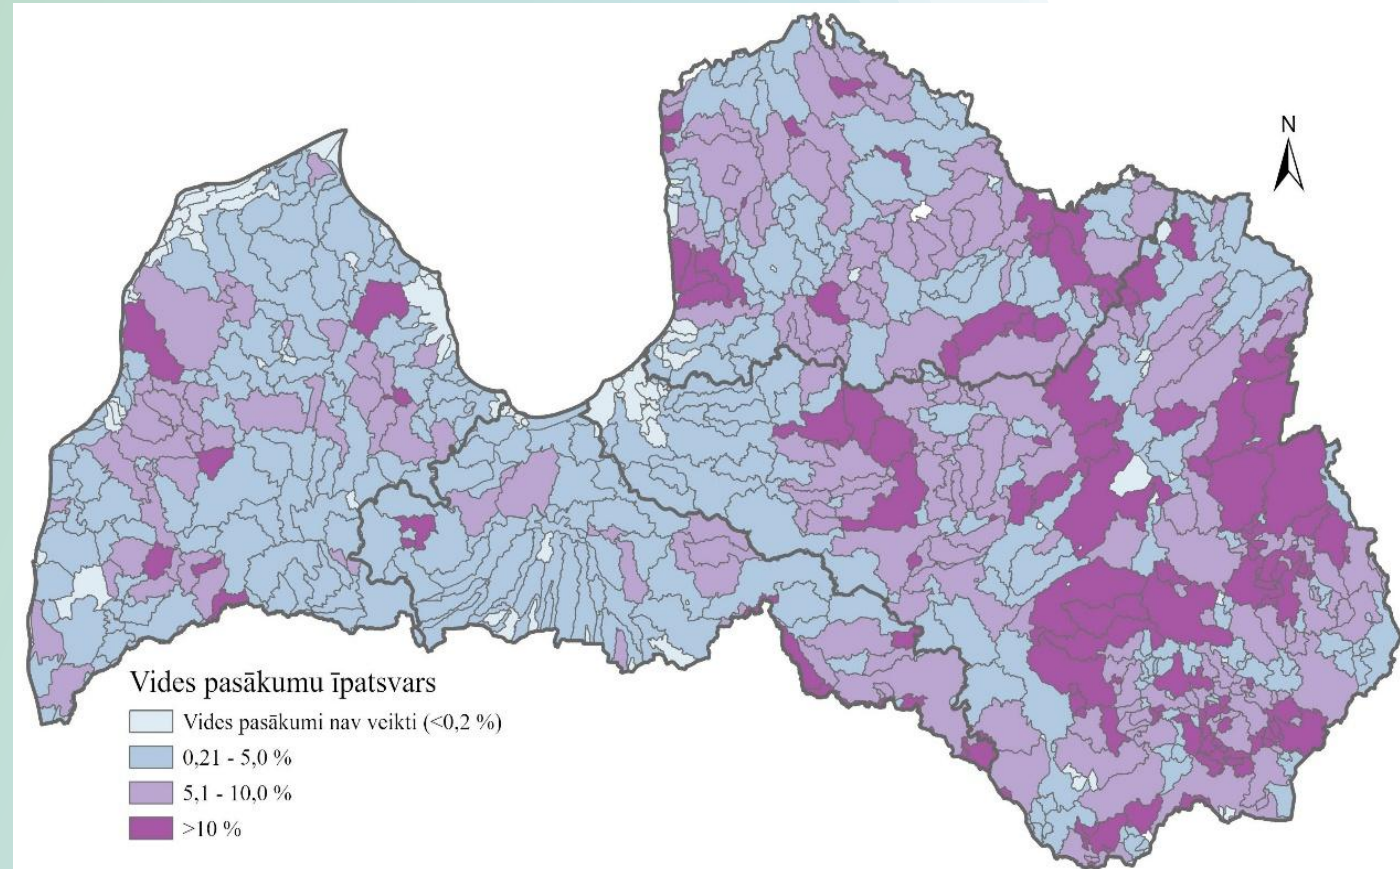 N
Vides pasākumu īpatsvars
Vides pasākumi nav veikti (<0,2 %)
0,21 - 5,0 %
5,1 - 10,0 %
>10 %